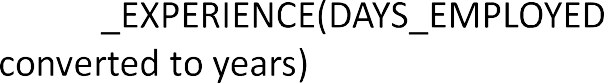 _EXPERIENCE(DAYS_EMPLOYED
converted to years)